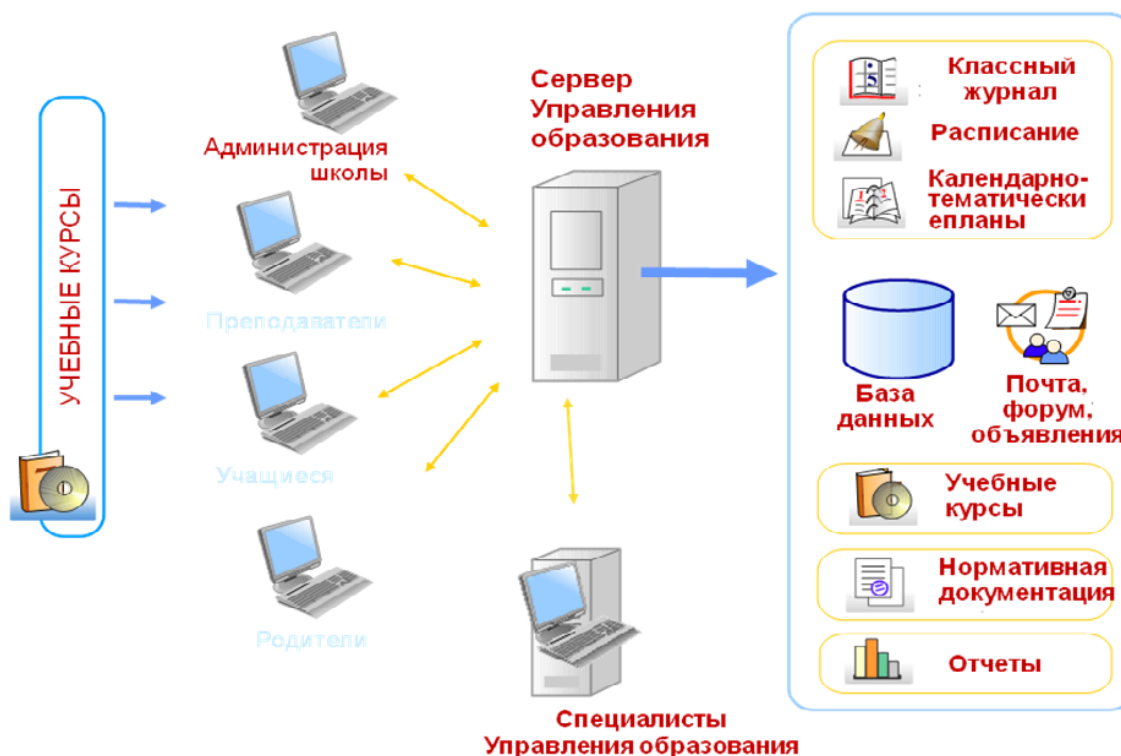 УЧЕБНЫЕ КУРСЫ
Администрация
школы
Преподаватели
Учащиеся
Родители
Сервер
Управления
образования
Специалисты
Управления образования
Классный
журнал
Расписание
Календарно-
тематически
епланы
База
данных
Почта,
форум,
объявления
Учебные
курсы
Нормативная
документация
Отчеты